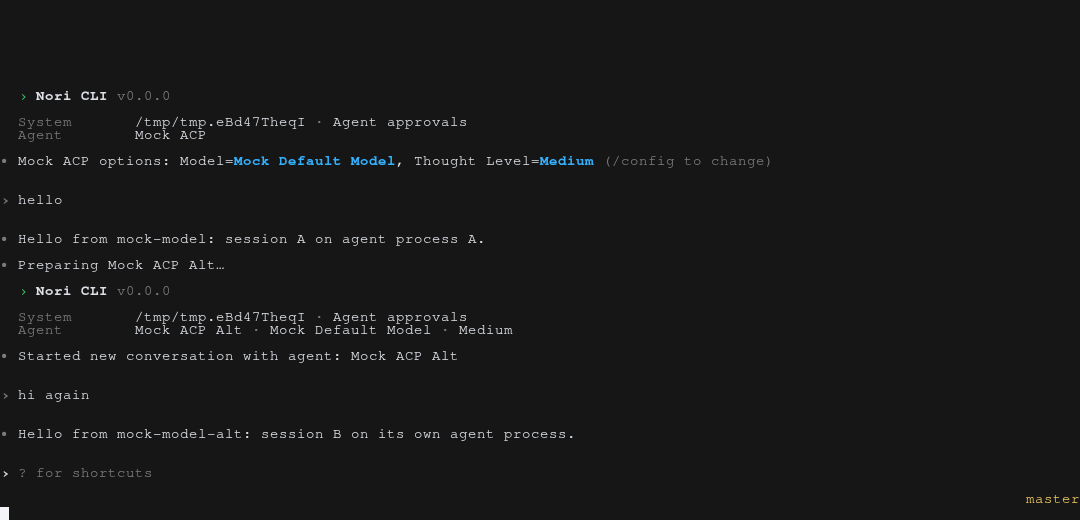 › Nori CLI v0.0.0
System /tmp/tmp.eBd47TheqI · Agent approvals
Agent Mock ACP
• Mock ACP options: Model=Mock Default Model, Thought Level=Medium (/config to change)
› hello
• Hello from mock-model: session A on agent process A.
• Preparing Mock ACP Alt…
› Nori CLI v0.0.0
System /tmp/tmp.eBd47TheqI · Agent approvals
Agent Mock ACP Alt · Mock Default Model · Medium
• Started new conversation with agent: Mock ACP Alt
› hi again
• Hello from mock-model-alt: session B on its own agent process.
› ? for shortcuts
master